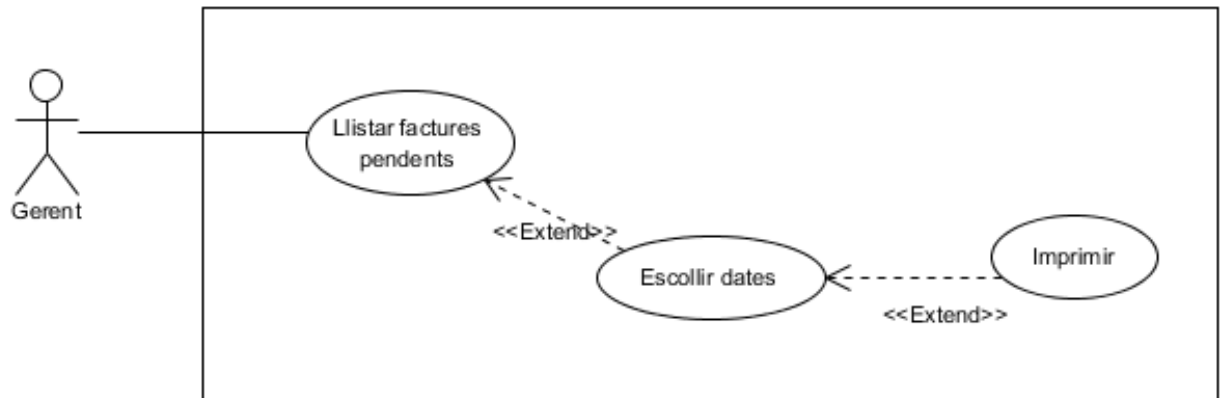 Llistar factures
pendents
Gerent
<<Extend>>
Escollir dates
Imprimir
<<Extend>>